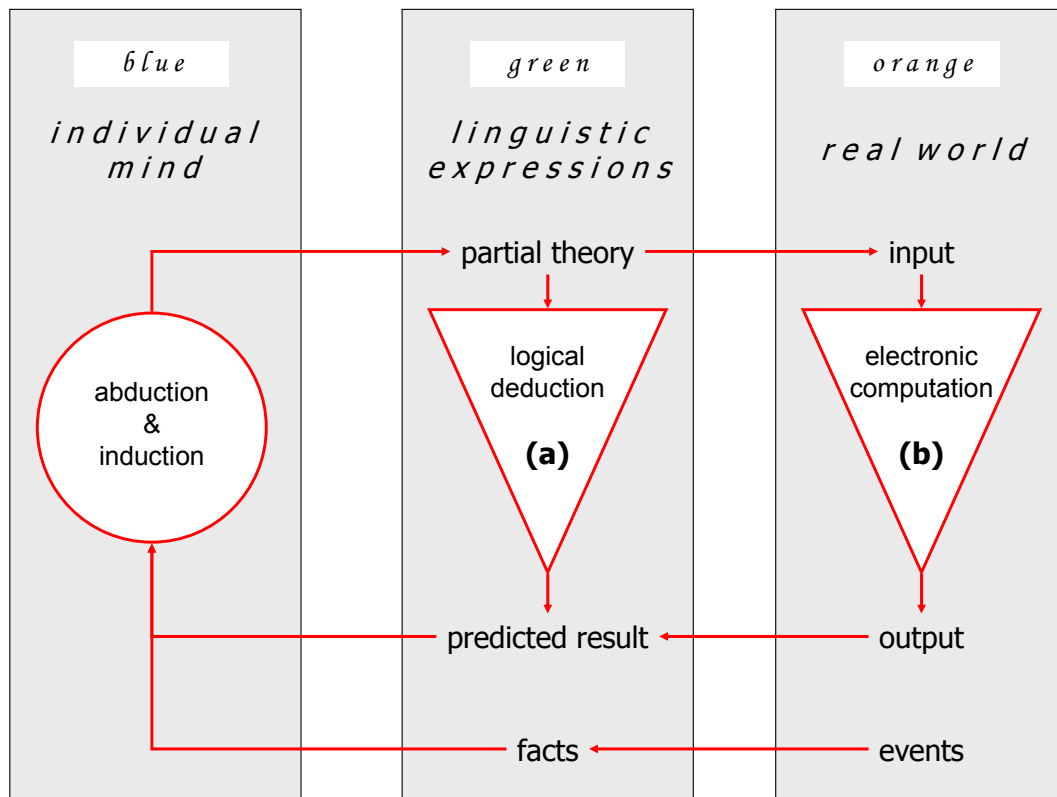 blue
green
orange
individual
mind
linguistic
expressions
real world
partial theory
input
abduction
&
induction
logical
deduction
(a)
electronic
computation
(b)
predicted result
output
facts
events